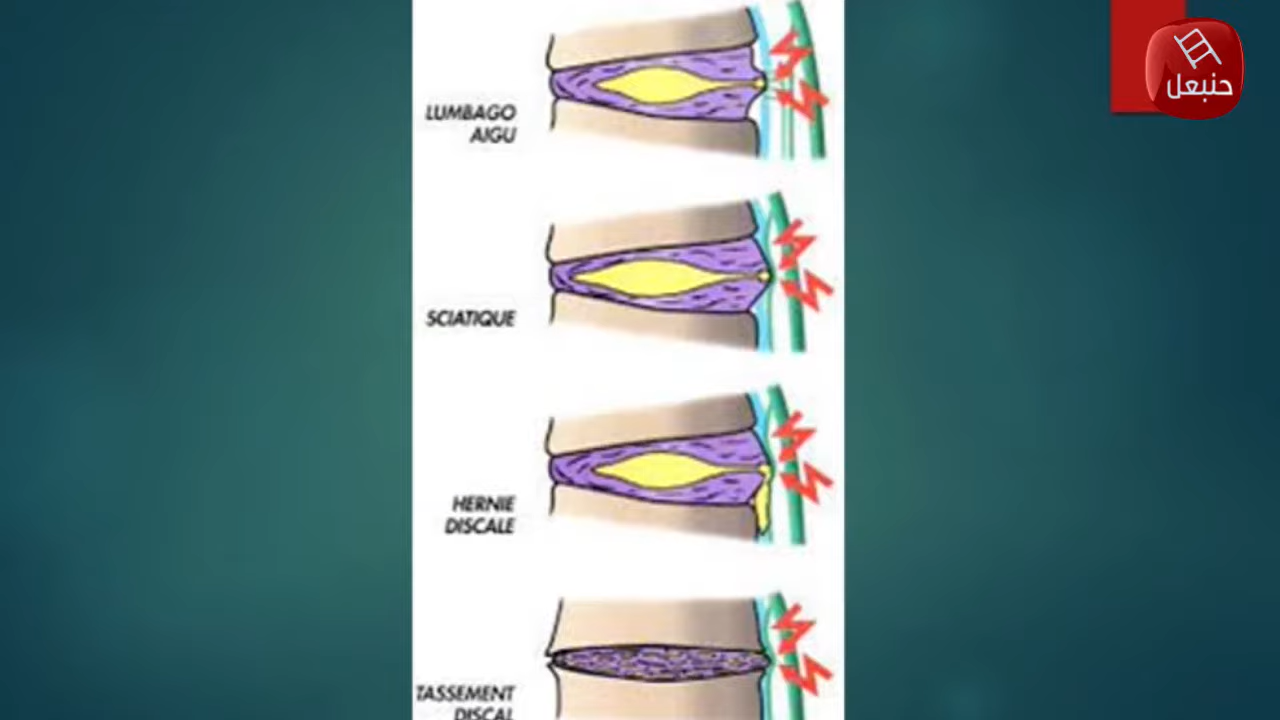 حنبعل
LUMBAGO
AIGU
SCIATIQUE
HERNIE
DISCALE
TASSEMENT
DISCAL